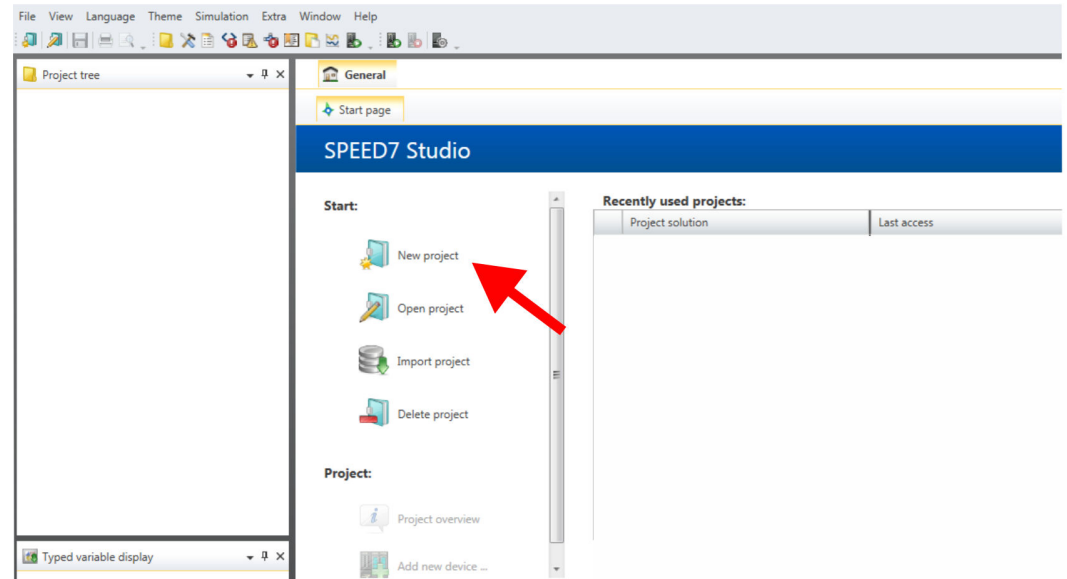 File View Language Theme Simulation Extra Window Help
Project tree
General
Start page
SPEED7 Studio
Start:
Recently used projects:
Project solution Last access
New project
Open project
Import project
Delete project
Project:
Project overview
Add new device ...
Typed variable display